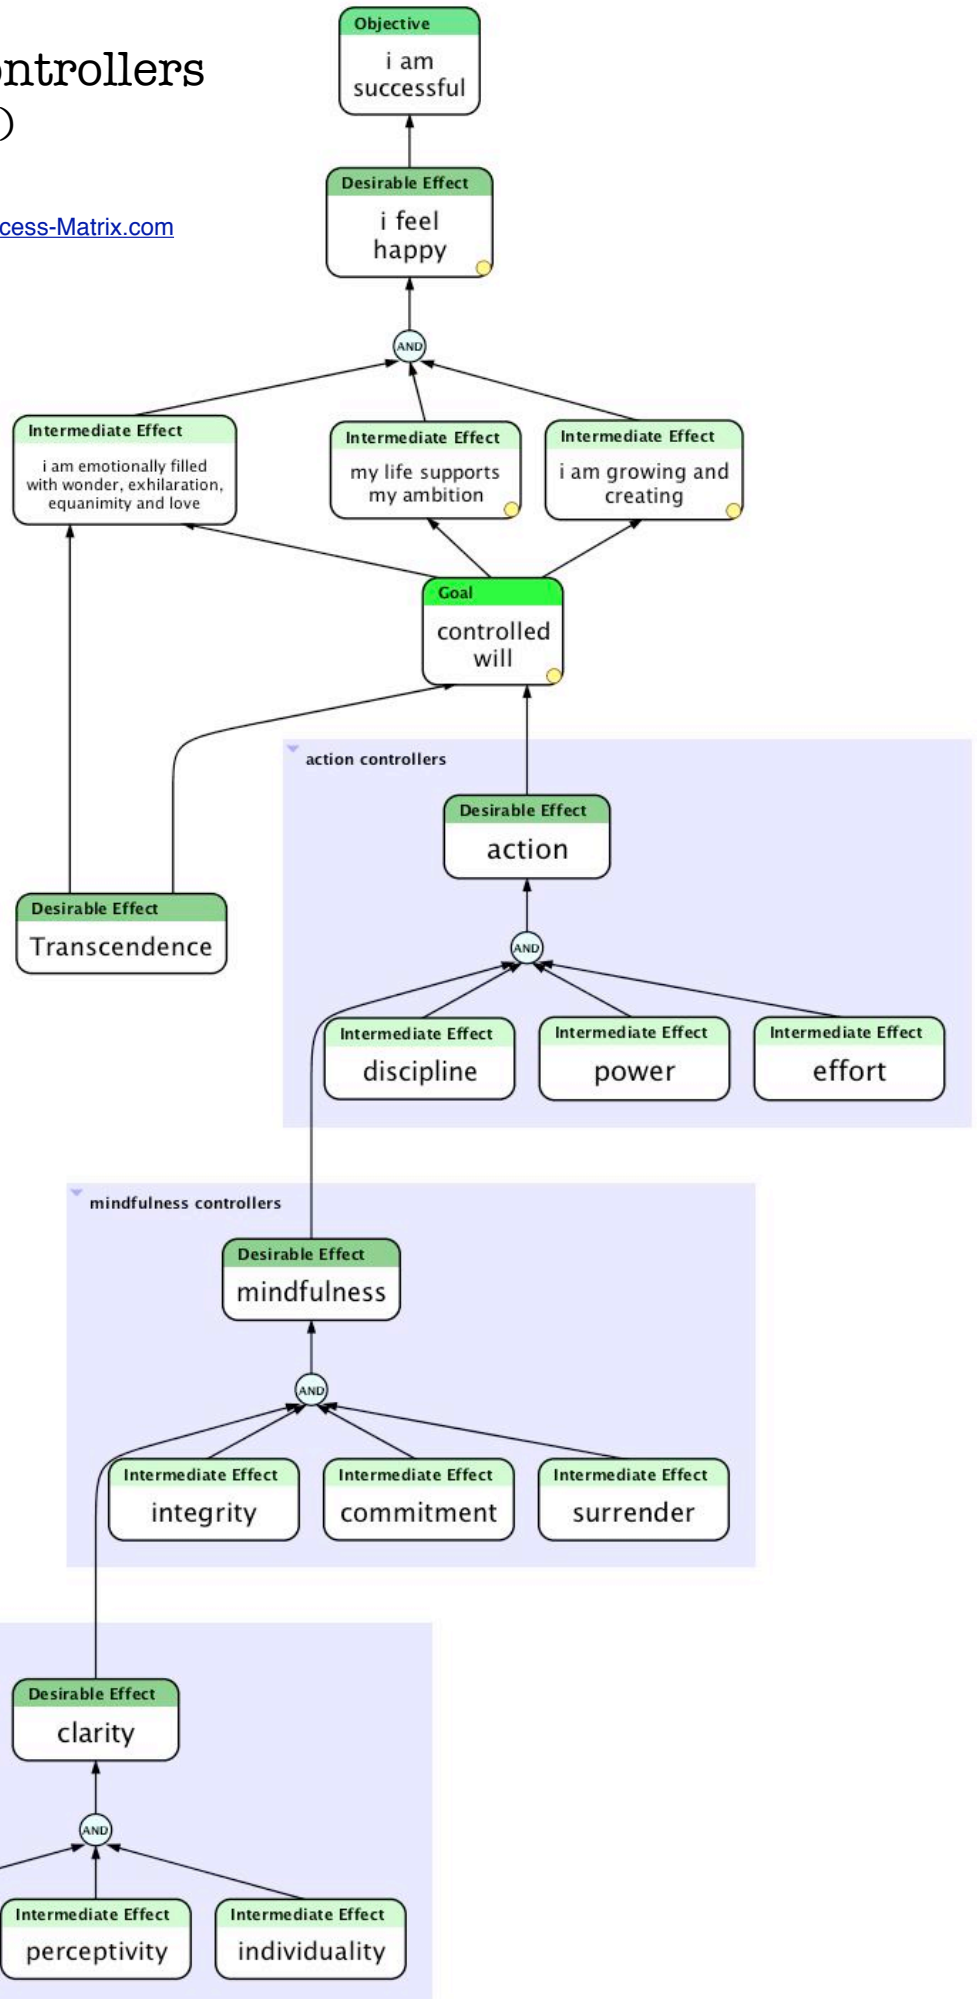 ontrollers
)
cess-Matrix.com
Objective
i am
successful
Desirable Effect
i feel
happy
AND
Intermediate Effect
i am emotionally filled
with wonder, exhilaration,
equanimity and love
Intermediate Effect
my life supports
my ambition
Intermediate Effect
i am growing and
creating
Goal
controlled
will
action controllers
Desirable Effect
action
Desirable Effect
Transcendence
AND
Intermediate Effect
discipline
Intermediate Effect
power
Intermediate Effect
effort
mindfulness controllers
Desirable Effect
mindfulness
AND
Intermediate Effect
integrity
Intermediate Effect
commitment
Intermediate Effect
surrender
Desirable Effect
clarity
AND
Intermediate Effect
perceptivity
Intermediate Effect
individuality